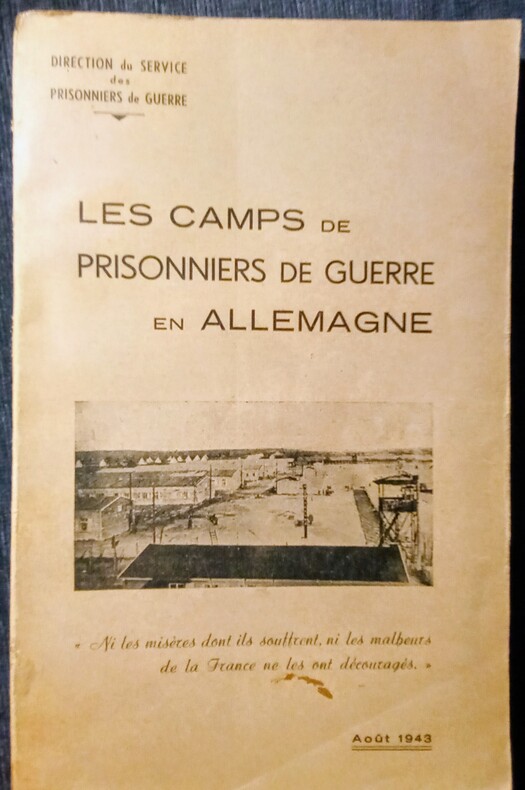 DIRECTION du SERVICE
des
PRISONNIERS de GUERRE
LES CAMPS DE
PRISONNIERS DE GUERRE
EN ALLEMAGNE
« Ni les misères dont ils souffrent, ni les malheurs
de la France ne les ont découragés. »
Août 1943